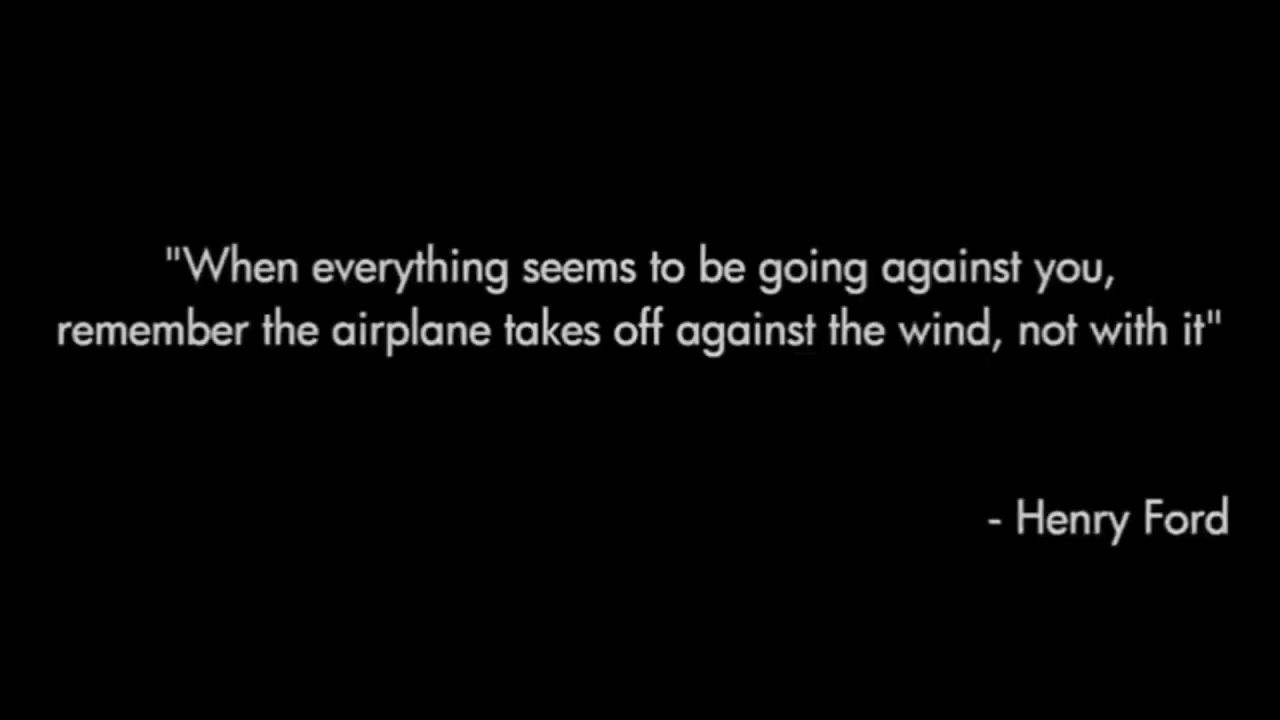 "When everything seems to be going against you,
remember the airplane takes off against the wind, not with it"
- Henry Ford